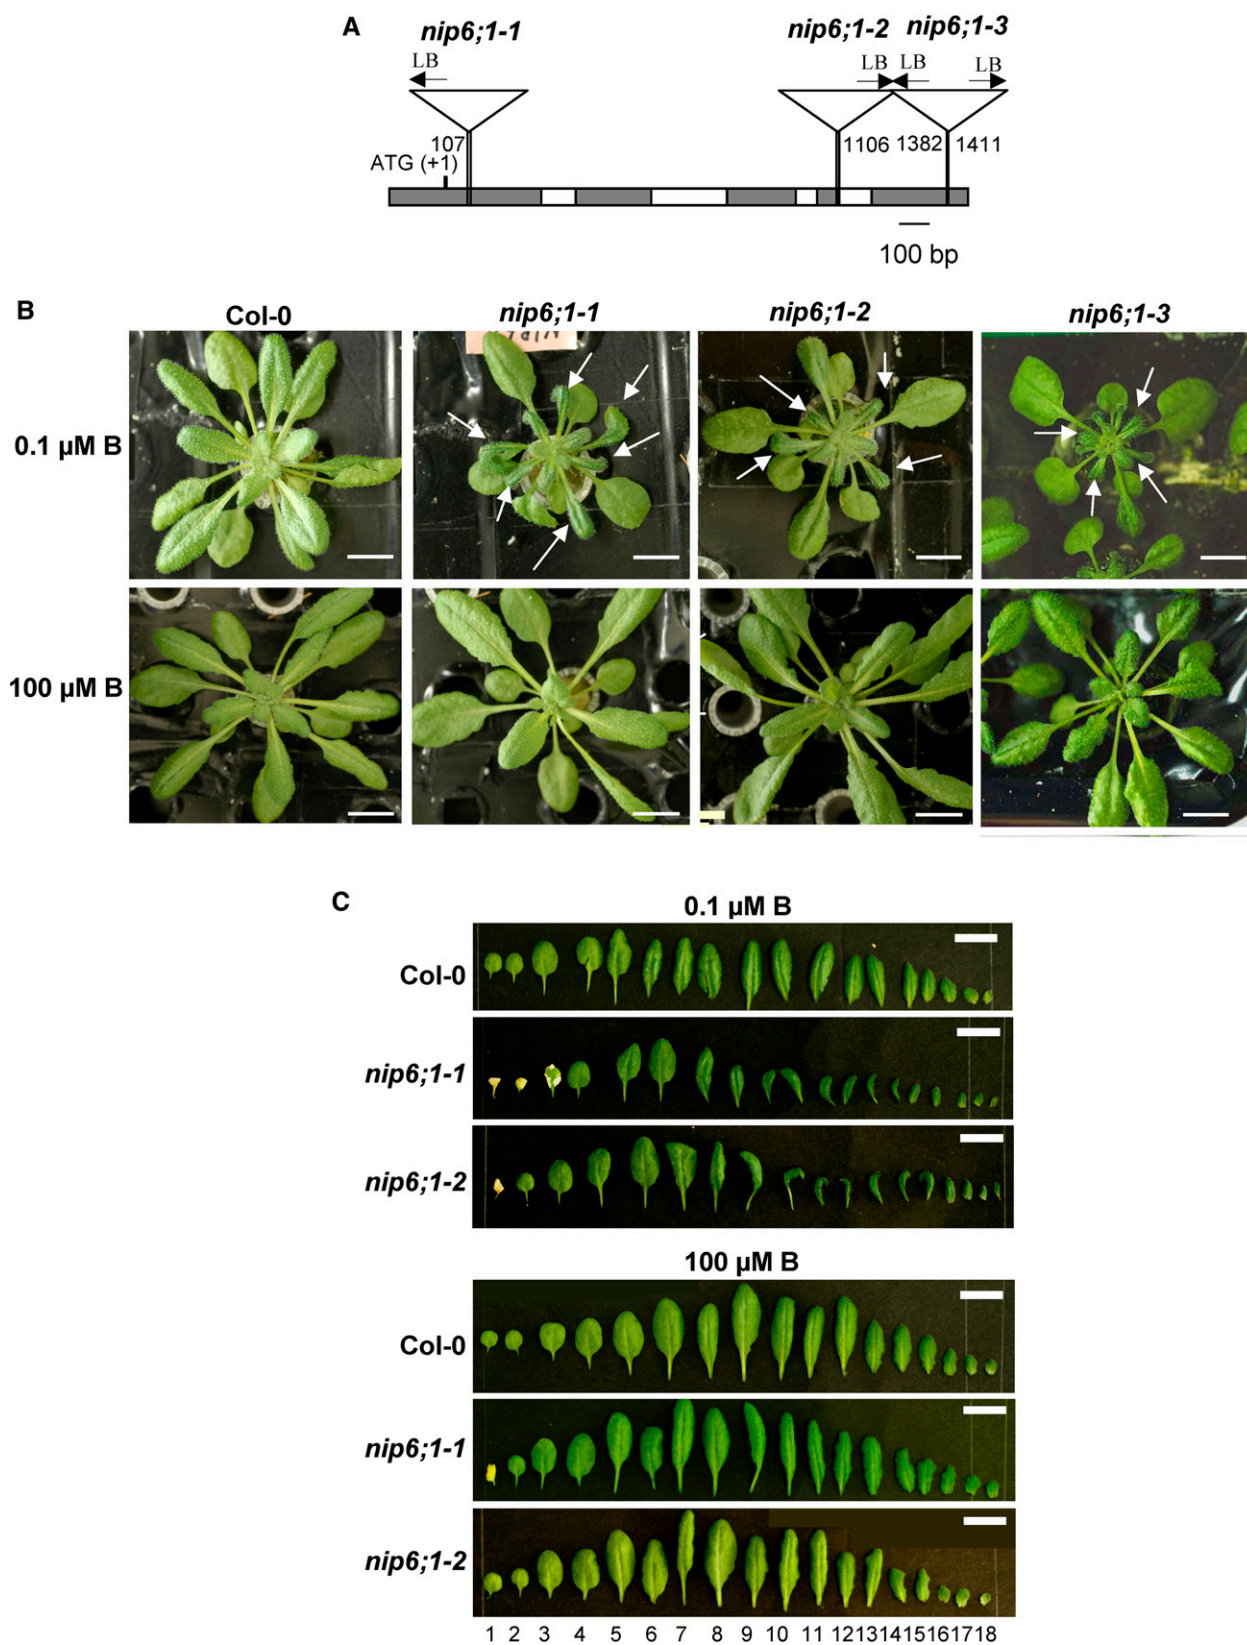 A
nip6;1-1
nip6;1-2
nip6;1-3
LB
LB
LB
LB
107
1106
1382
1411
ATG (+1)
100 bp
B
Col-0
nip6;1-1
nip6;1-2
nip6;1-3
0.1 µM B
100 µM B
C
0.1 µM B
Col-0
nip6;1-1
nip6;1-2
100 µM B
Col-0
nip6;1-1
nip6;1-2
1 2 3 4 5 6 7 8 9 10 11 12 13 14 15 16 17 18